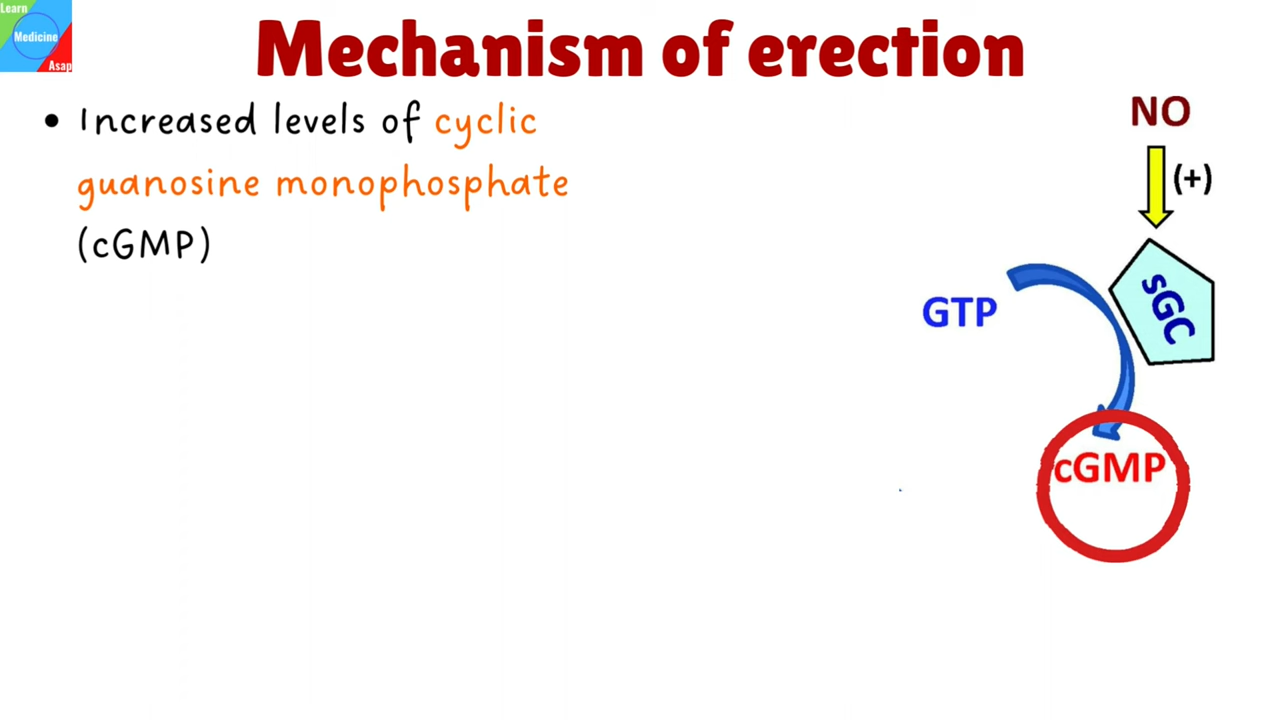 Learn
Medicine
Asap
Mechanism of erection
• Increased levels of cyclic
guanosine monophosphate
(cGMP)
NO
(+)
sGC
GTP
cGMP